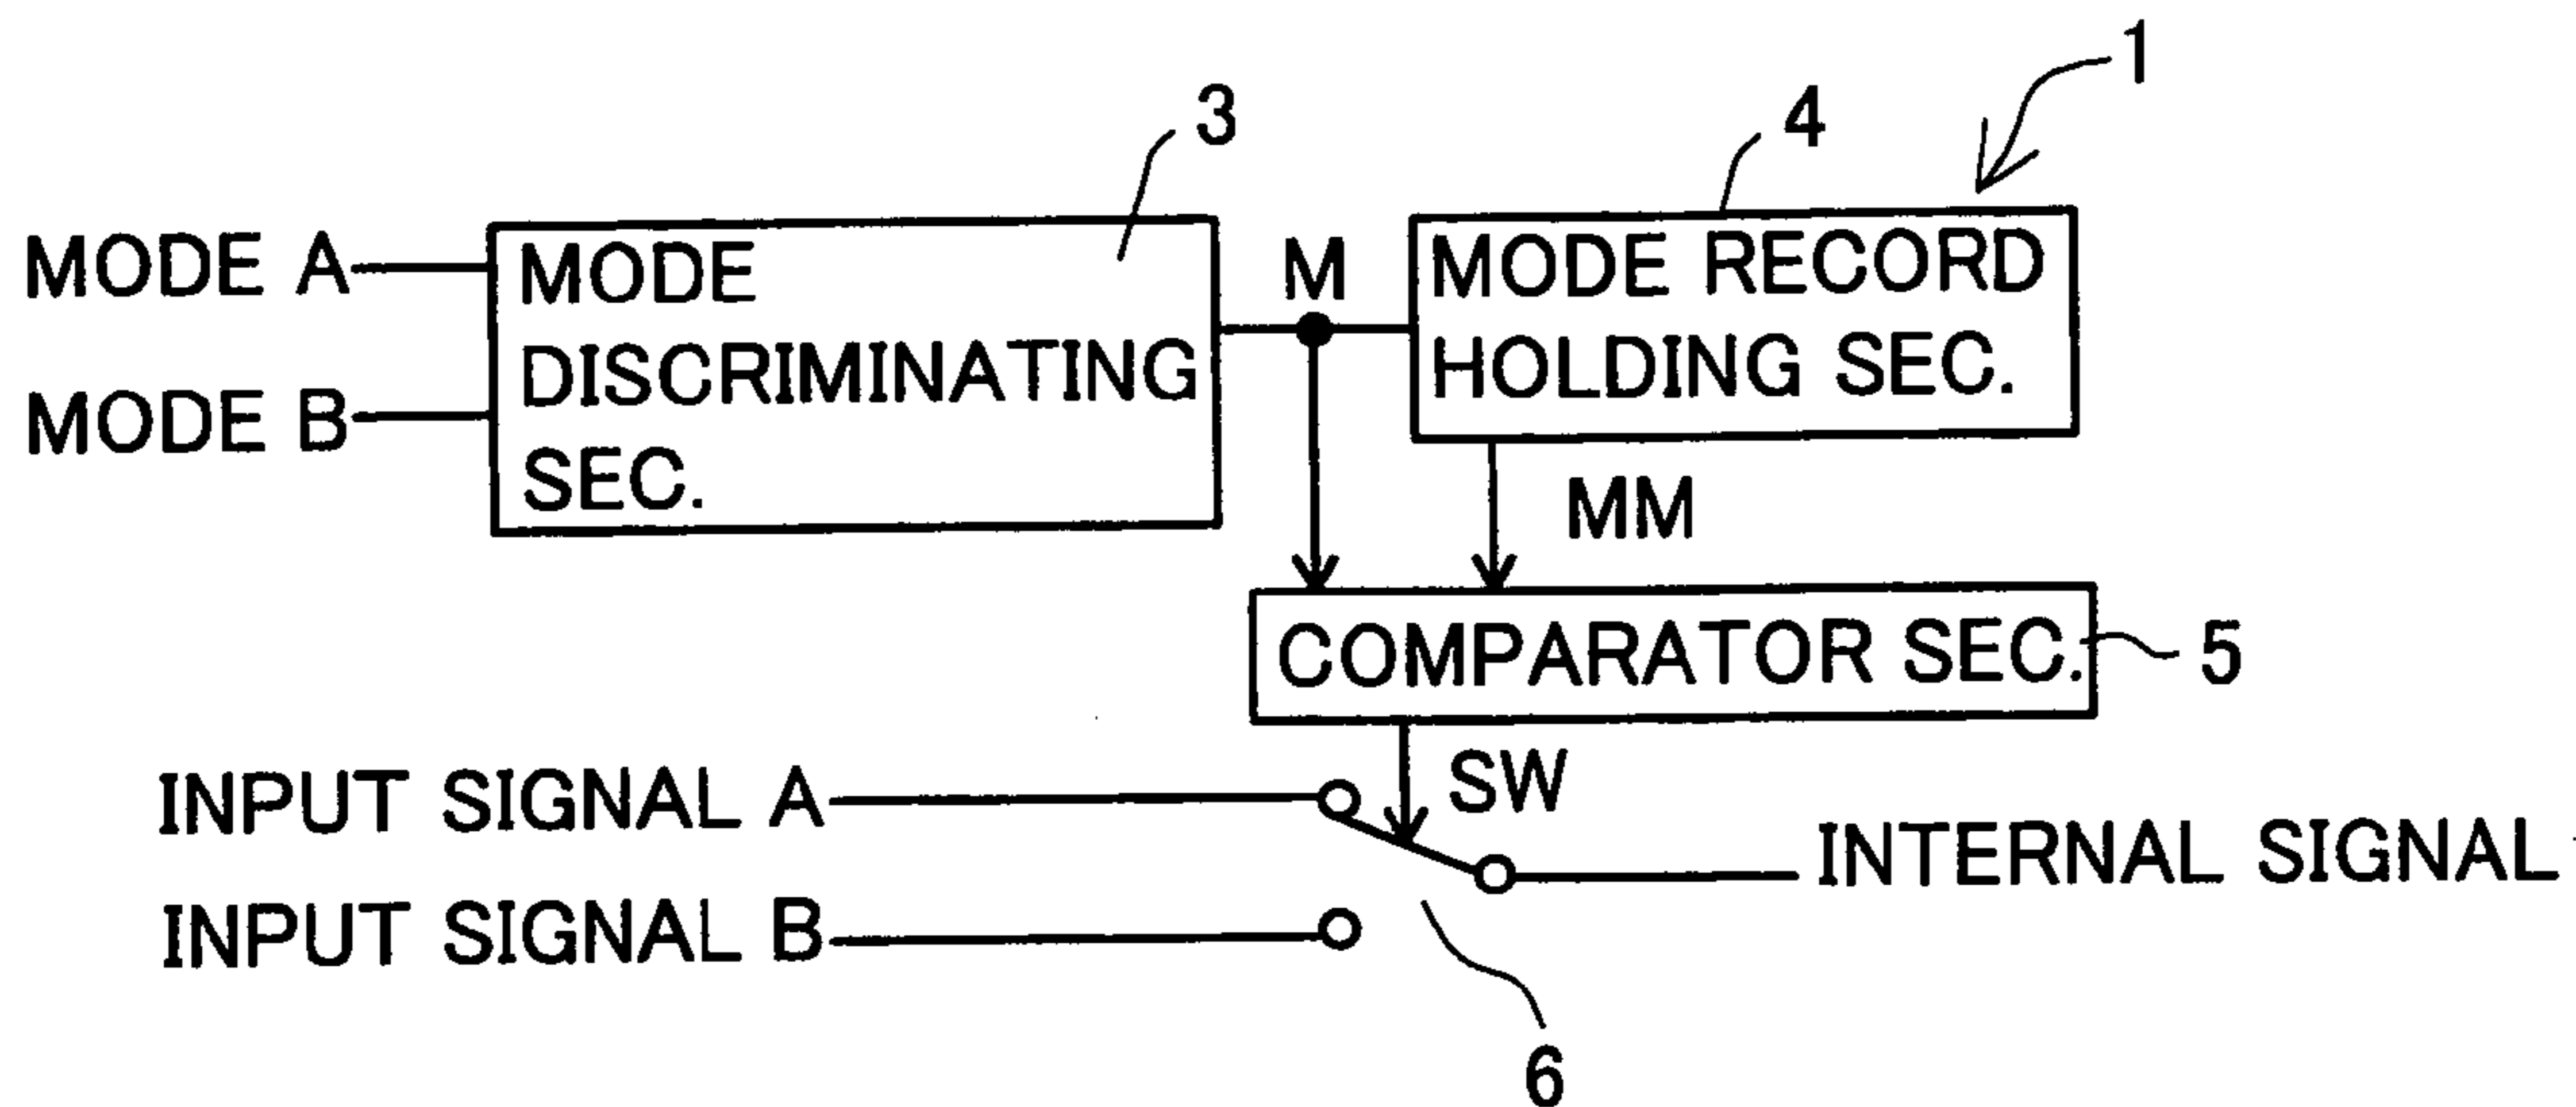 1
3
4
MODE A
MODE B
MODE
DISCRIMINATING
SEC.
M
MODE RECORD
HOLDING SEC.
MM
COMPARATOR SEC.
5
SW
INPUT SIGNAL A
INPUT SIGNAL B
INTERNAL SIGNAL
6